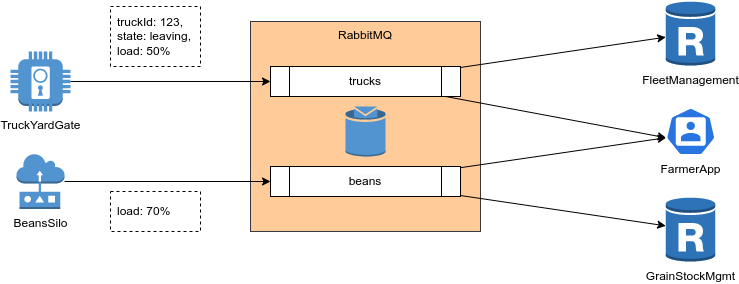 truckId: 123,
state: leaving,
load: 50%
RabbitMQ
trucks
TruckYardGate
R
FleetManagement
beans
FarmerApp
load: 70%
BeansSilo
R
GrainStockMgmt